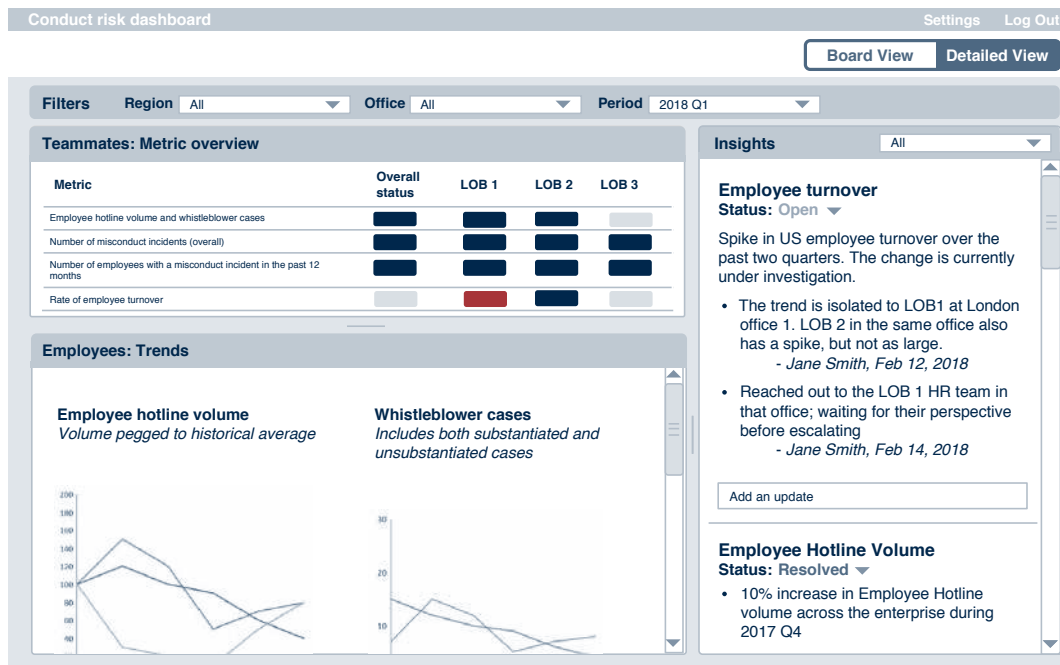 Conduct risk dashboard
Settings Log Out
Board View Detailed View
Filters Region All Office All Period 2018 Q1
Teammates: Metric overview
Metric Overall status LOB 1 LOB 2 LOB 3
Employee hotline volume and whistleblower cases
Number of misconduct incidents (overall)
Number of employees with a misconduct incident in the past 12
months
Rate of employee turnover
Employees: Trends
Employee hotline volume
Volume pegged to historical average
200
180
160
140
120
100
80
60
40
Whistleblower cases
Includes both substantiated and
unsubstantiated cases
30
20
10
Insights All
Employee turnover
Status: Open
Spike in US employee turnover over the
past two quarters. The change is currently
under investigation.
• The trend is isolated to LOB1 at London
office 1. LOB 2 in the same office also
has a spike, but not as large.
- Jane Smith, Feb 12, 2018
• Reached out to the LOB 1 HR team in
that office; waiting for their perspective
before escalating
- Jane Smith, Feb 14, 2018
Add an update
Employee Hotline Volume
Status: Resolved
• 10% increase in Employee Hotline
volume across the enterprise during
2017 Q4